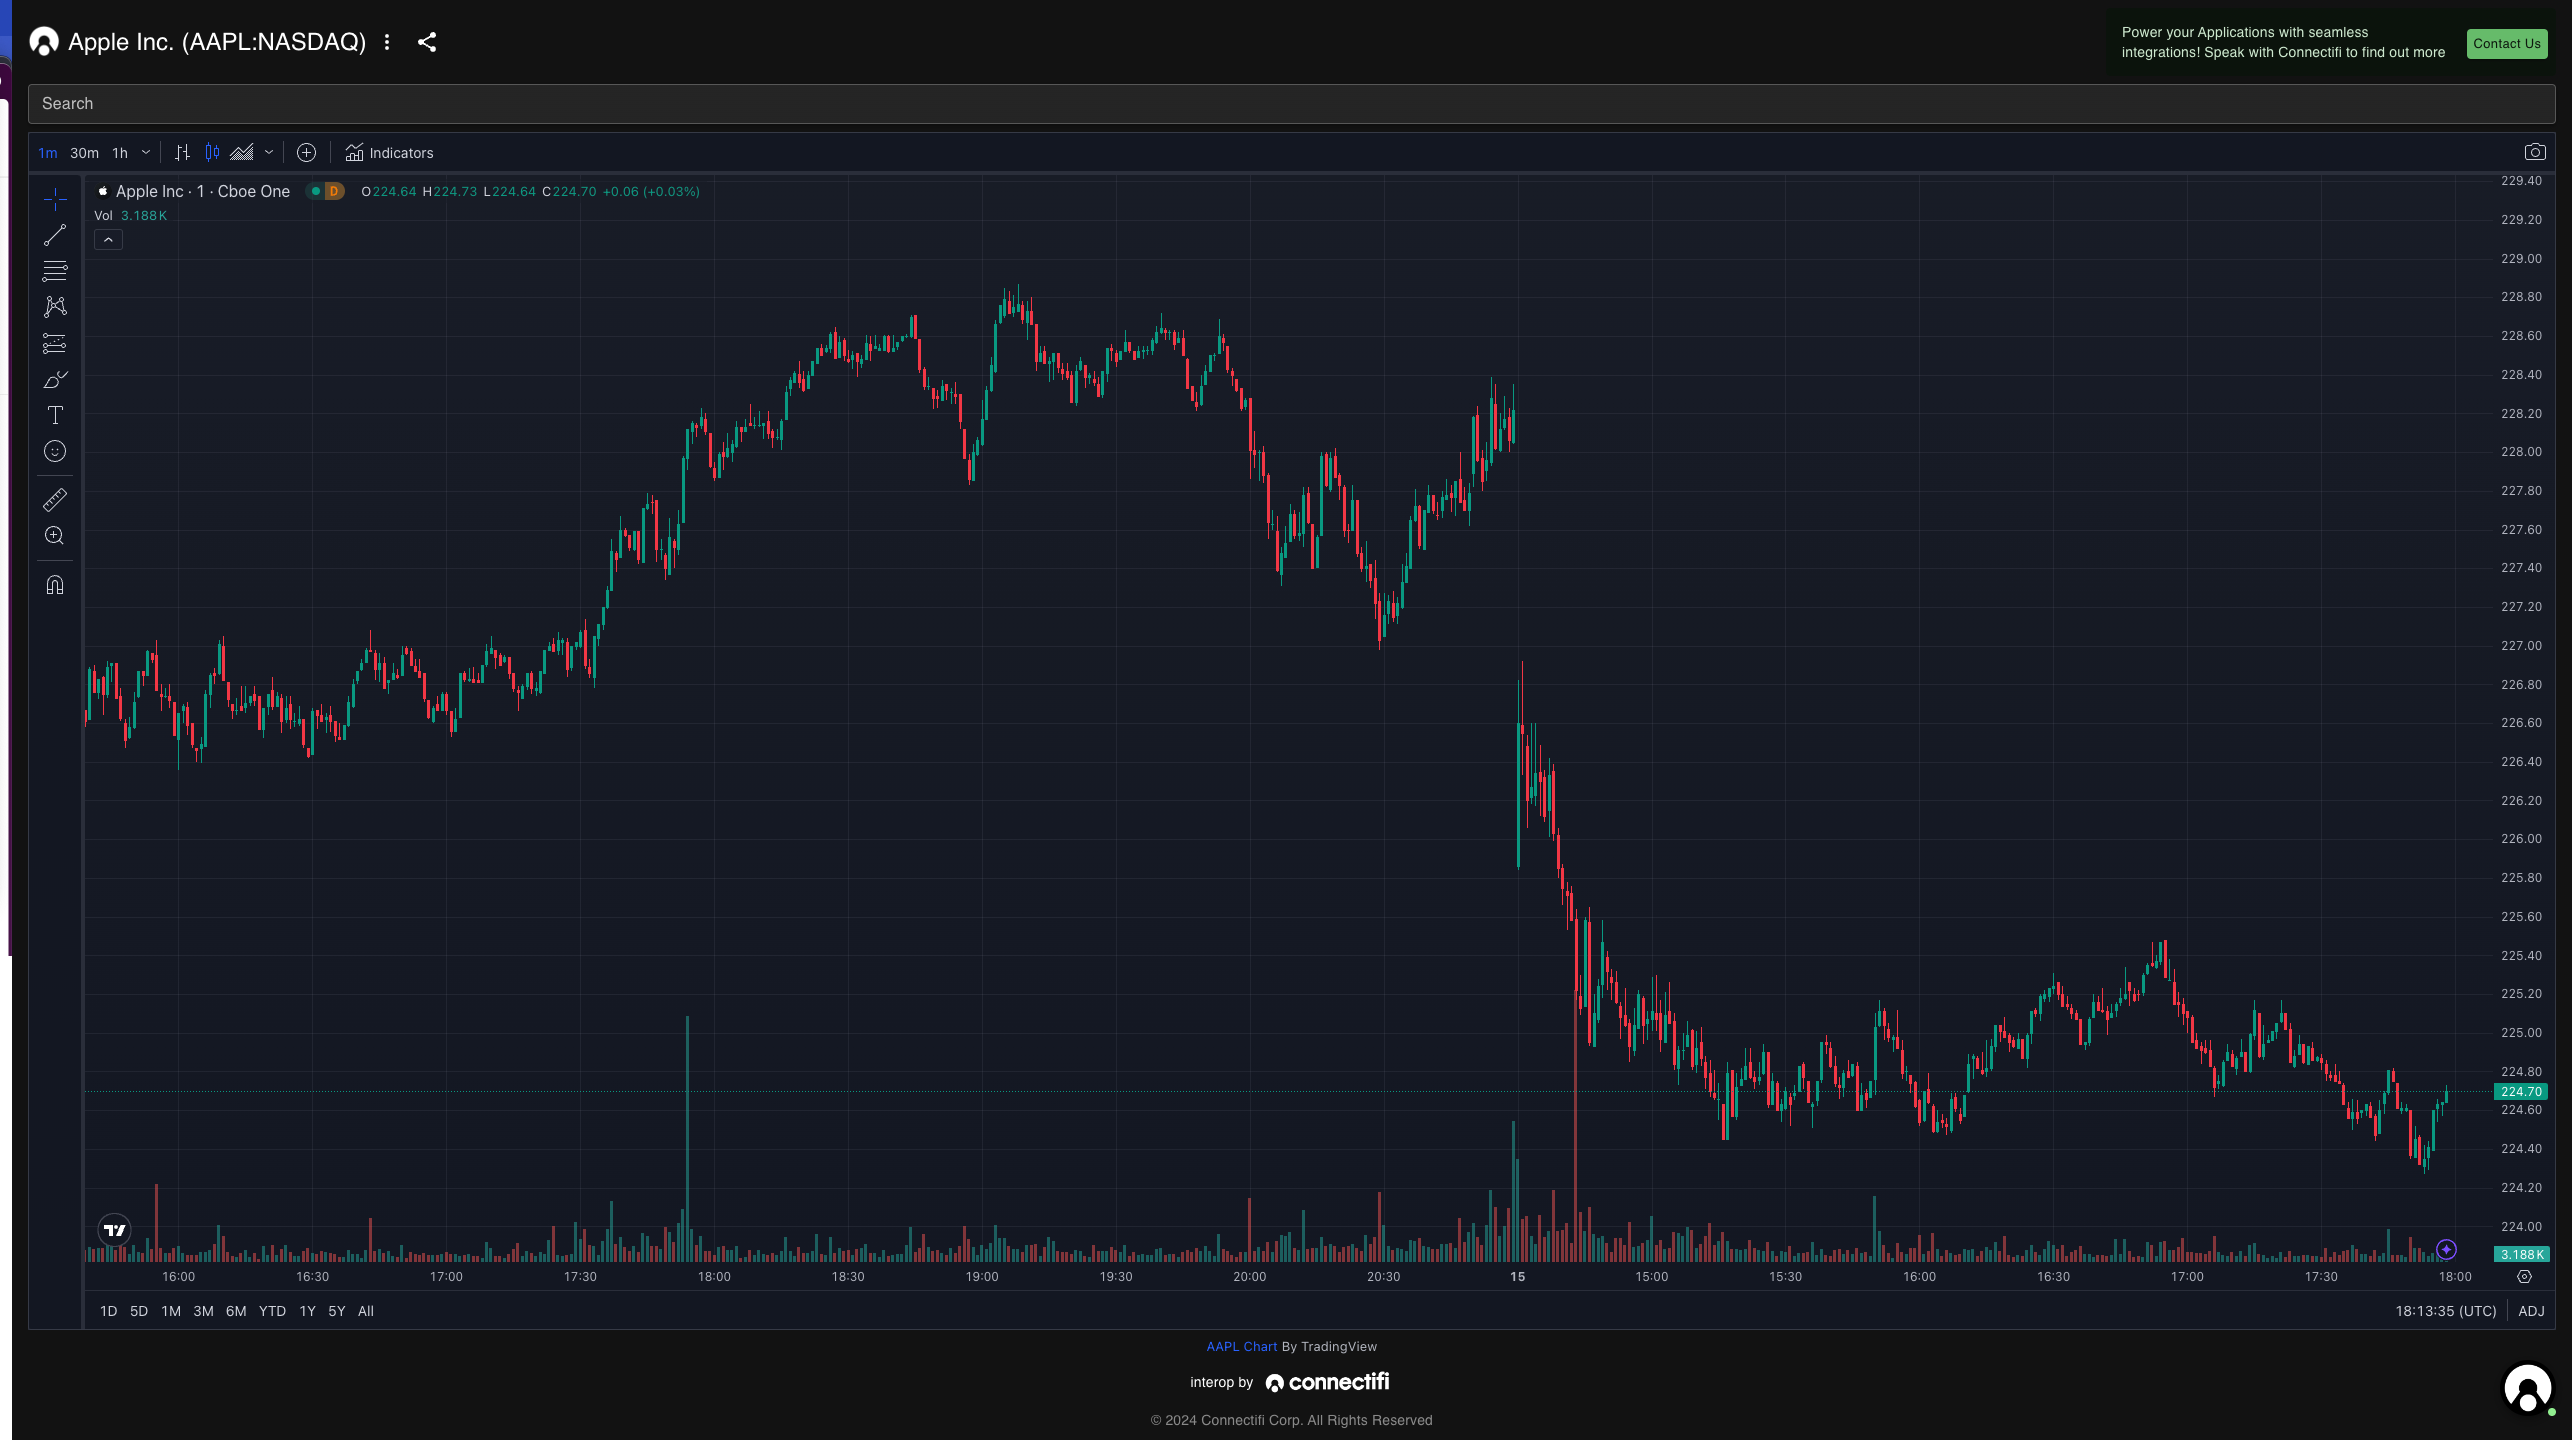 Apple Inc. (AAPL:NASDAQ)
Power your Applications with seamless
integrations! Speak with Connectifi to find out more
Contact Us
Search
1m 30m 1h Indicators
Apple Inc · 1 · Cboe One D O224.64 H224.73 L224.64 C224.70 +0.06 (+0.03%)
Vol 3.188K
229.40
229.20
229.00
228.80
228.60
228.40
228.20
228.00
227.80
227.60
227.40
227.20
227.00
226.80
226.60
226.40
226.20
226.00
225.80
225.60
225.40
225.20
225.00
224.80
224.70
224.60
224.40
224.20
224.00
3.188K
16:00 16:30 17:00 17:30 18:00 18:30 19:00 19:30 20:00 20:30 15 15:00 15:30 16:00 16:30 17:00 17:30 18:00
1D 5D 1M 3M 6M YTD 1Y 5Y All 18:13:35 (UTC) ADJ
AAPL Chart By TradingView
interop by connectifi
© 2024 Connectifi Corp. All Rights Reserved